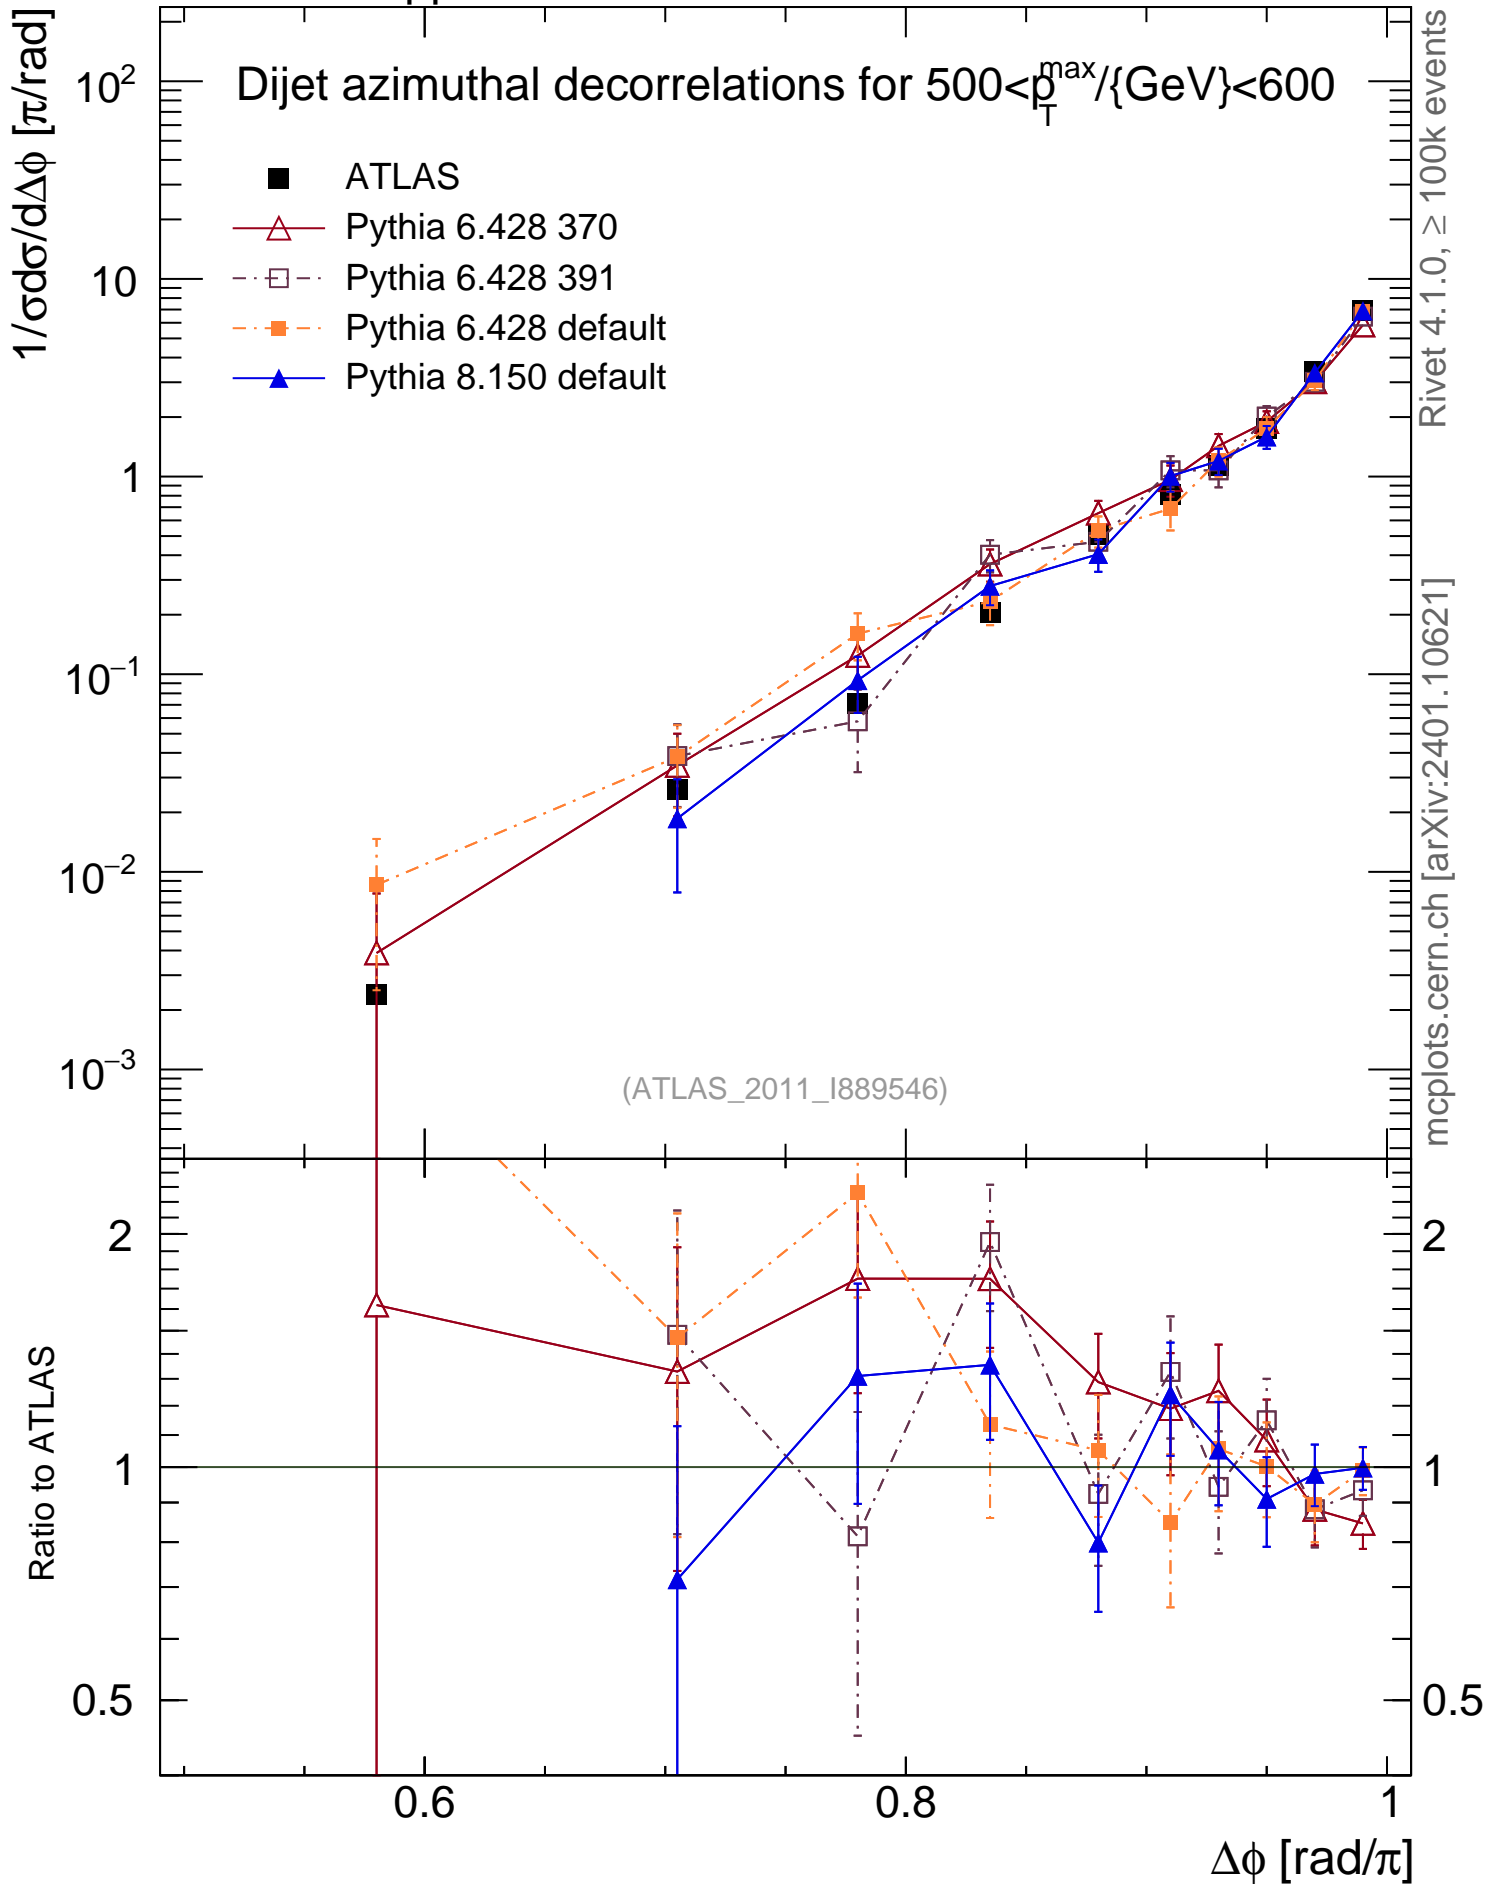 Dijet azimuthal decorrelations for 500<p_T^max/{GeV}<600
1/σdσ/dΔϕ [π/rad]
ATLAS
Pythia 6.428 370
Pythia 6.428 391
Pythia 6.428 default
Pythia 8.150 default
10²
10
1
10⁻¹
10⁻²
10⁻³
(ATLAS_2011_I889546)
Rivet 4.1.0, ≥ 100k events
mcplots.cern.ch [arXiv:2401.10621]
Ratio to ATLAS
2
1
0.5
2
1
0.5
0.6
0.8
1
Δϕ [rad/π]